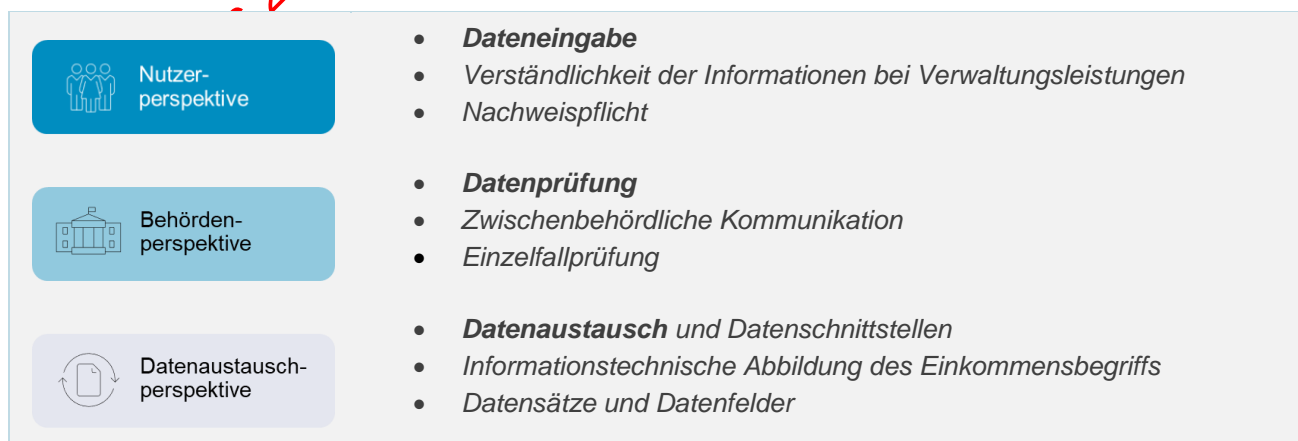 Nutzer-
perspektive
• Dateneingabe
• Verständlichkeit der Informationen bei Verwaltungsleistungen
• Nachweispflicht
Behörden-
perspektive
• Datenprüfung
• Zwischenbehördliche Kommunikation
• Einzelfallprüfung
Datenaustausch-
perspektive
• Datenaustausch und Datenschnittstellen
• Informationstechnische Abbildung des Einkommensbegriffs
• Datensätze und Datenfelder